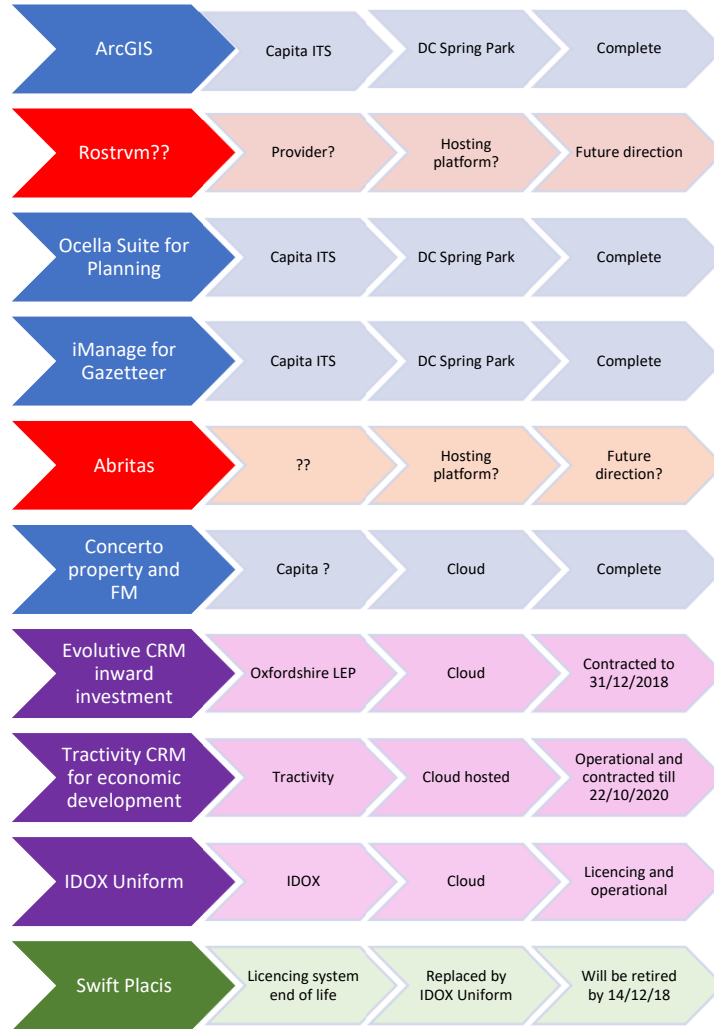 ArcGIS
Capita ITS
DC Spring Park
Complete
Rostrvm??
Provider?
Hosting
platform?
Future direction
Ocella Suite for
Planning
Capita ITS
DC Spring Park
Complete
iManage for
Gazetteer
Capita ITS
DC Spring Park
Complete
Abritas
??
Hosting
platform?
Future
direction?
Concerto
property and
FM
Capita ?
Cloud
Complete
Evolutive CRM
inward
investment
Oxfordshire LEP
Cloud
Contracted to
31/12/2018
Tractivity CRM
for economic
development
Tractivity
Cloud hosted
Operational and
contracted till
22/10/2020
IDOX Uniform
IDOX
Cloud
Licencing and
operational
Swift Placis
Licencing system
end of life
Replaced by
IDOX Uniform
Will be retired
by 14/12/18